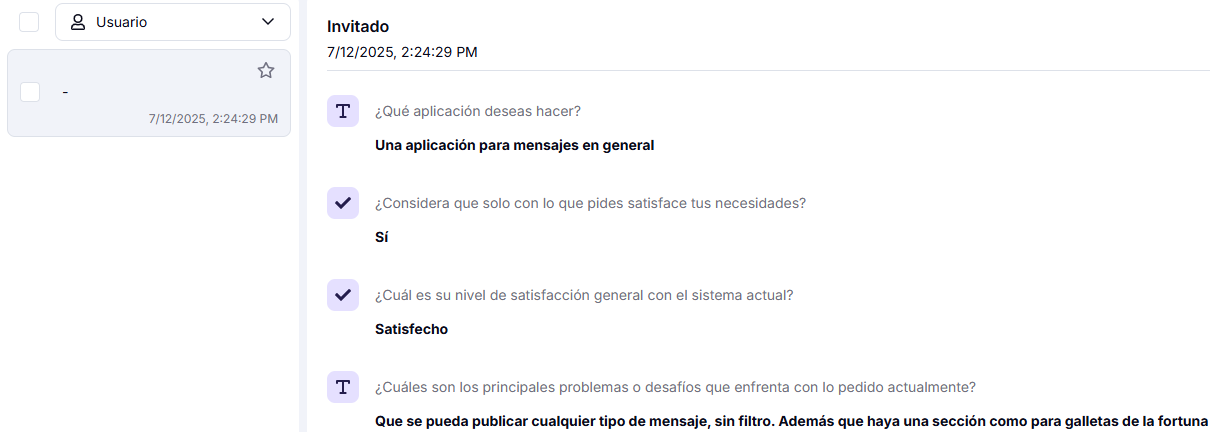 Usuario
-
7/12/2025, 2:24:29 PM
Invitado
7/12/2025, 2:24:29 PM
¿Qué aplicación deseas hacer?
Una aplicación para mensajes en general
¿Considera que solo con lo que pides satisface tus necesidades?
Sí
¿Cuál es su nivel de satisfacción general con el sistema actual?
Satisfecho
¿Cuáles son los principales problemas o desafíos que enfrenta con lo pedido actualmente?
Que se pueda publicar cualquier tipo de mensaje, sin filtro. Además que haya una sección como para galletas de la fortuna